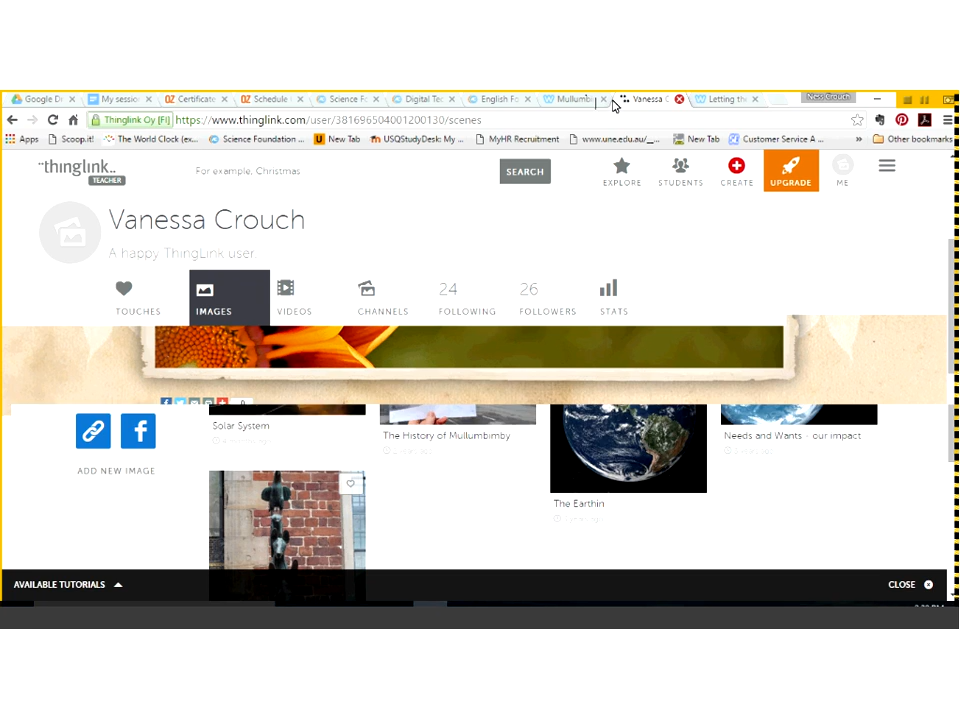 Google Dr My sessio OZ Certificate OZ Schedule Science Fo Digital Tec English Fo Mullumb Vanessa C Letting the Ness Crouch
Thinglink Oy [FI] https://www.thinglink.com/user/381696504001200130/scenes
Apps Scoop.it! The World Clock (ex... Science Foundation ... New Tab USQStudyDesk: My ... MyHR Recruitment www.une.edu.au/__... New Tab Customer Service A ... » Other bookmarks
thinglink..
TEACHER
For example, Christmas
SEARCH
EXPLORE STUDENTS CREATE UPGRADE ME
Vanessa Crouch
A happy ThingLink user
24 26
TOUCHES IMAGES VIDEOS CHANNELS FOLLOWING FOLLOWERS STATS
0
Solar System
The History of Mullumbimby
Needs and Wants - our impact
ADD NEW IMAGE
The Earthin
AVAILABLE TUTORIALS CLOSE